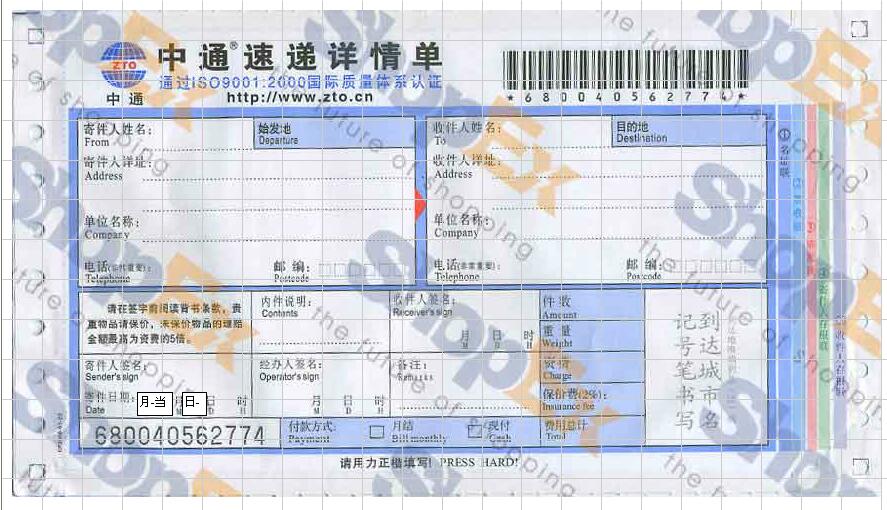 中通®速递详情单
通过ISO9001:2000国际质量体系认证
zto
中通
http://www.zto.cn
*680040562774*
寄件人姓名:
From
始发地
Departure
收件人姓名:
To
目的地
Destination
寄件人详址:
Address
收件人详址:
Address
单位名称:
Company
单位名称:
Company
电话(非常重要):
Telephone
邮编:
Postcode
电话(非常重要):
Telephone
邮编:
Postcode
请在签字前阅读背书条款,贵
重物品请保价,未保价物品的理赔
金额最高为资费的5倍。
内件说明:
Contents
收件人签名:
Receiver's sign
月 日 时
M D H
件数
Amount
重量
Weight
资费
Charge
保价费(2%):
Insurance fee
费用总计
Total
到达城市名
记号笔书写
寄件人签名:
Sender's sign
经办人签名:
Operator's sign
备注:
Remarks
寄件日期:
Date
月-当
日-
日 时
D H
月 日 时
M D H
680040562774
付款方式:
Payment
月结
Bill monthly
现付
Cash
请用力正楷填写! PRESS HARD!
①名址联
ShopEx
the future of shopping